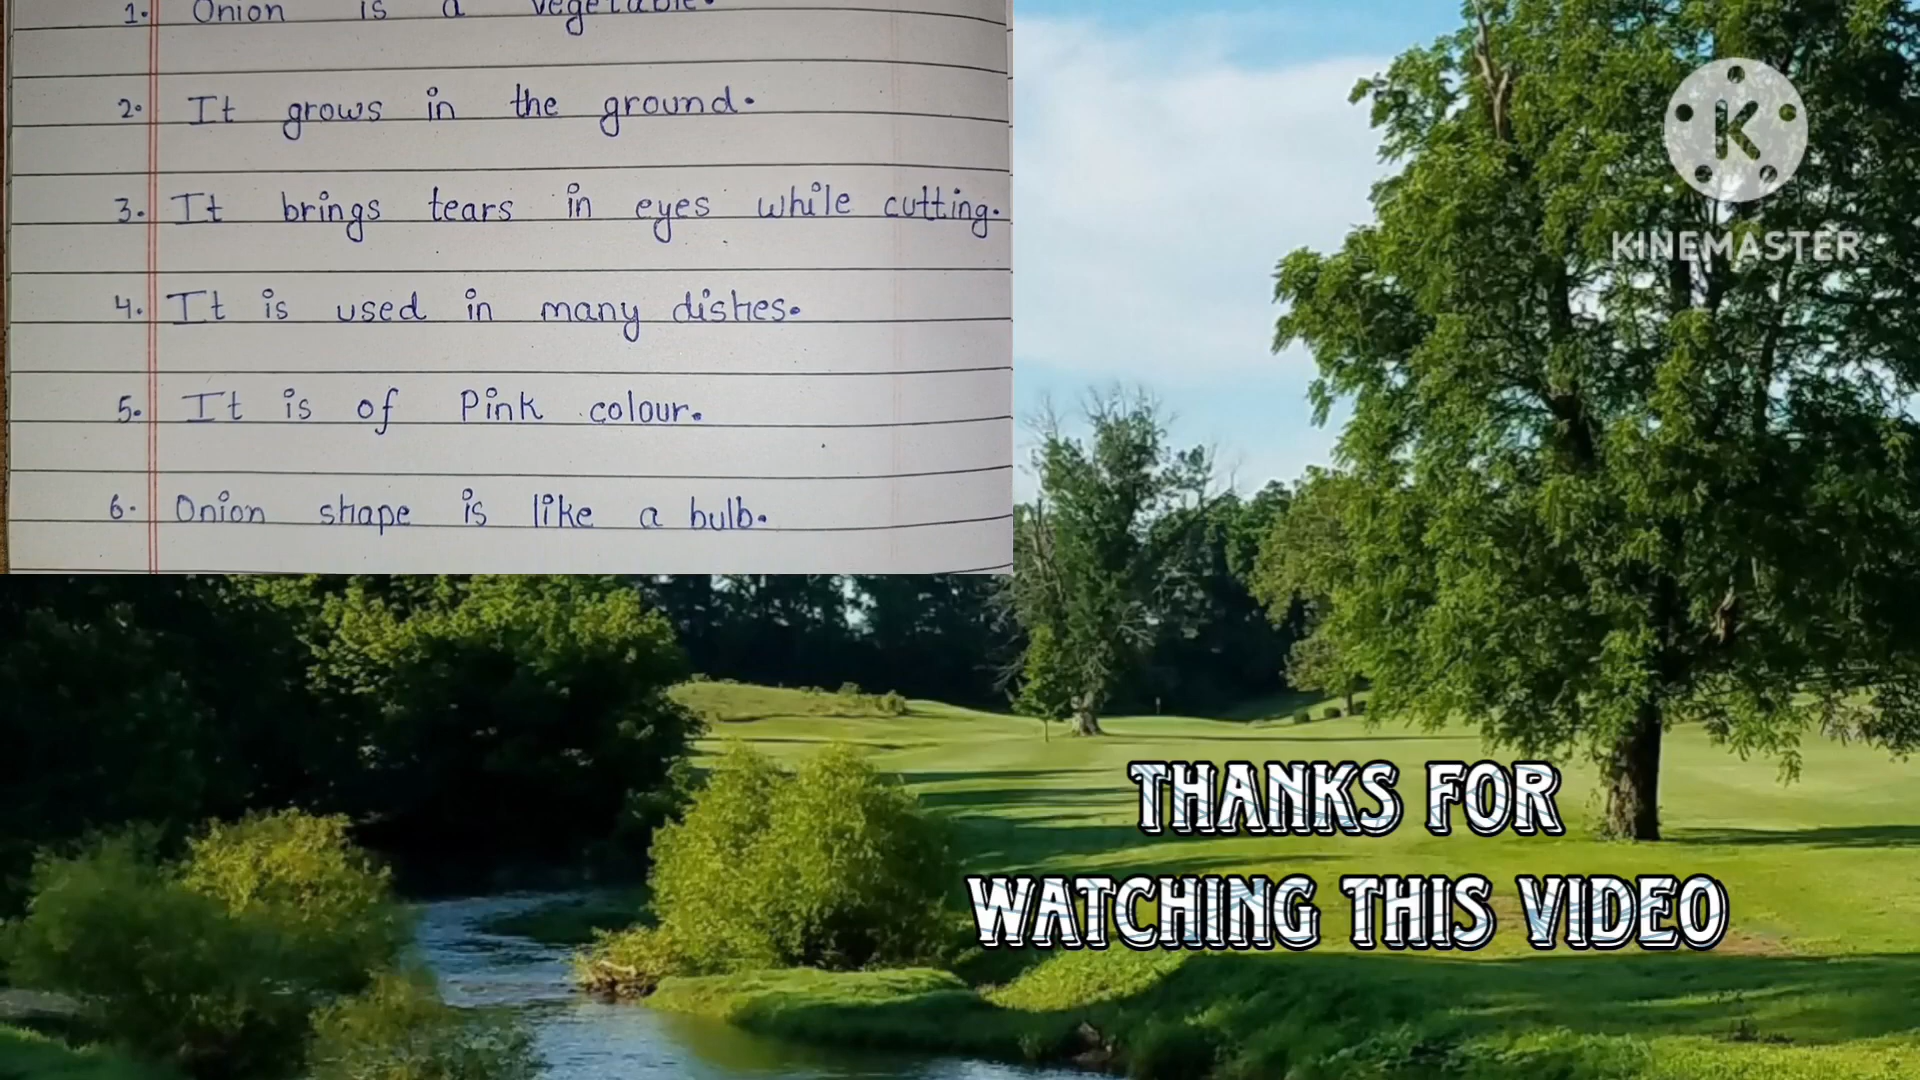 1. Onion is a vegetable.
2. It grows in the ground.
3. It brings tears in eyes while cutting.
4. It is used in many dishes.
5. It is of Pink colour.
6. Onion shape is like a bulb.
K
KINEMASTER
THANKS FOR
WATCHING THIS VIDEO